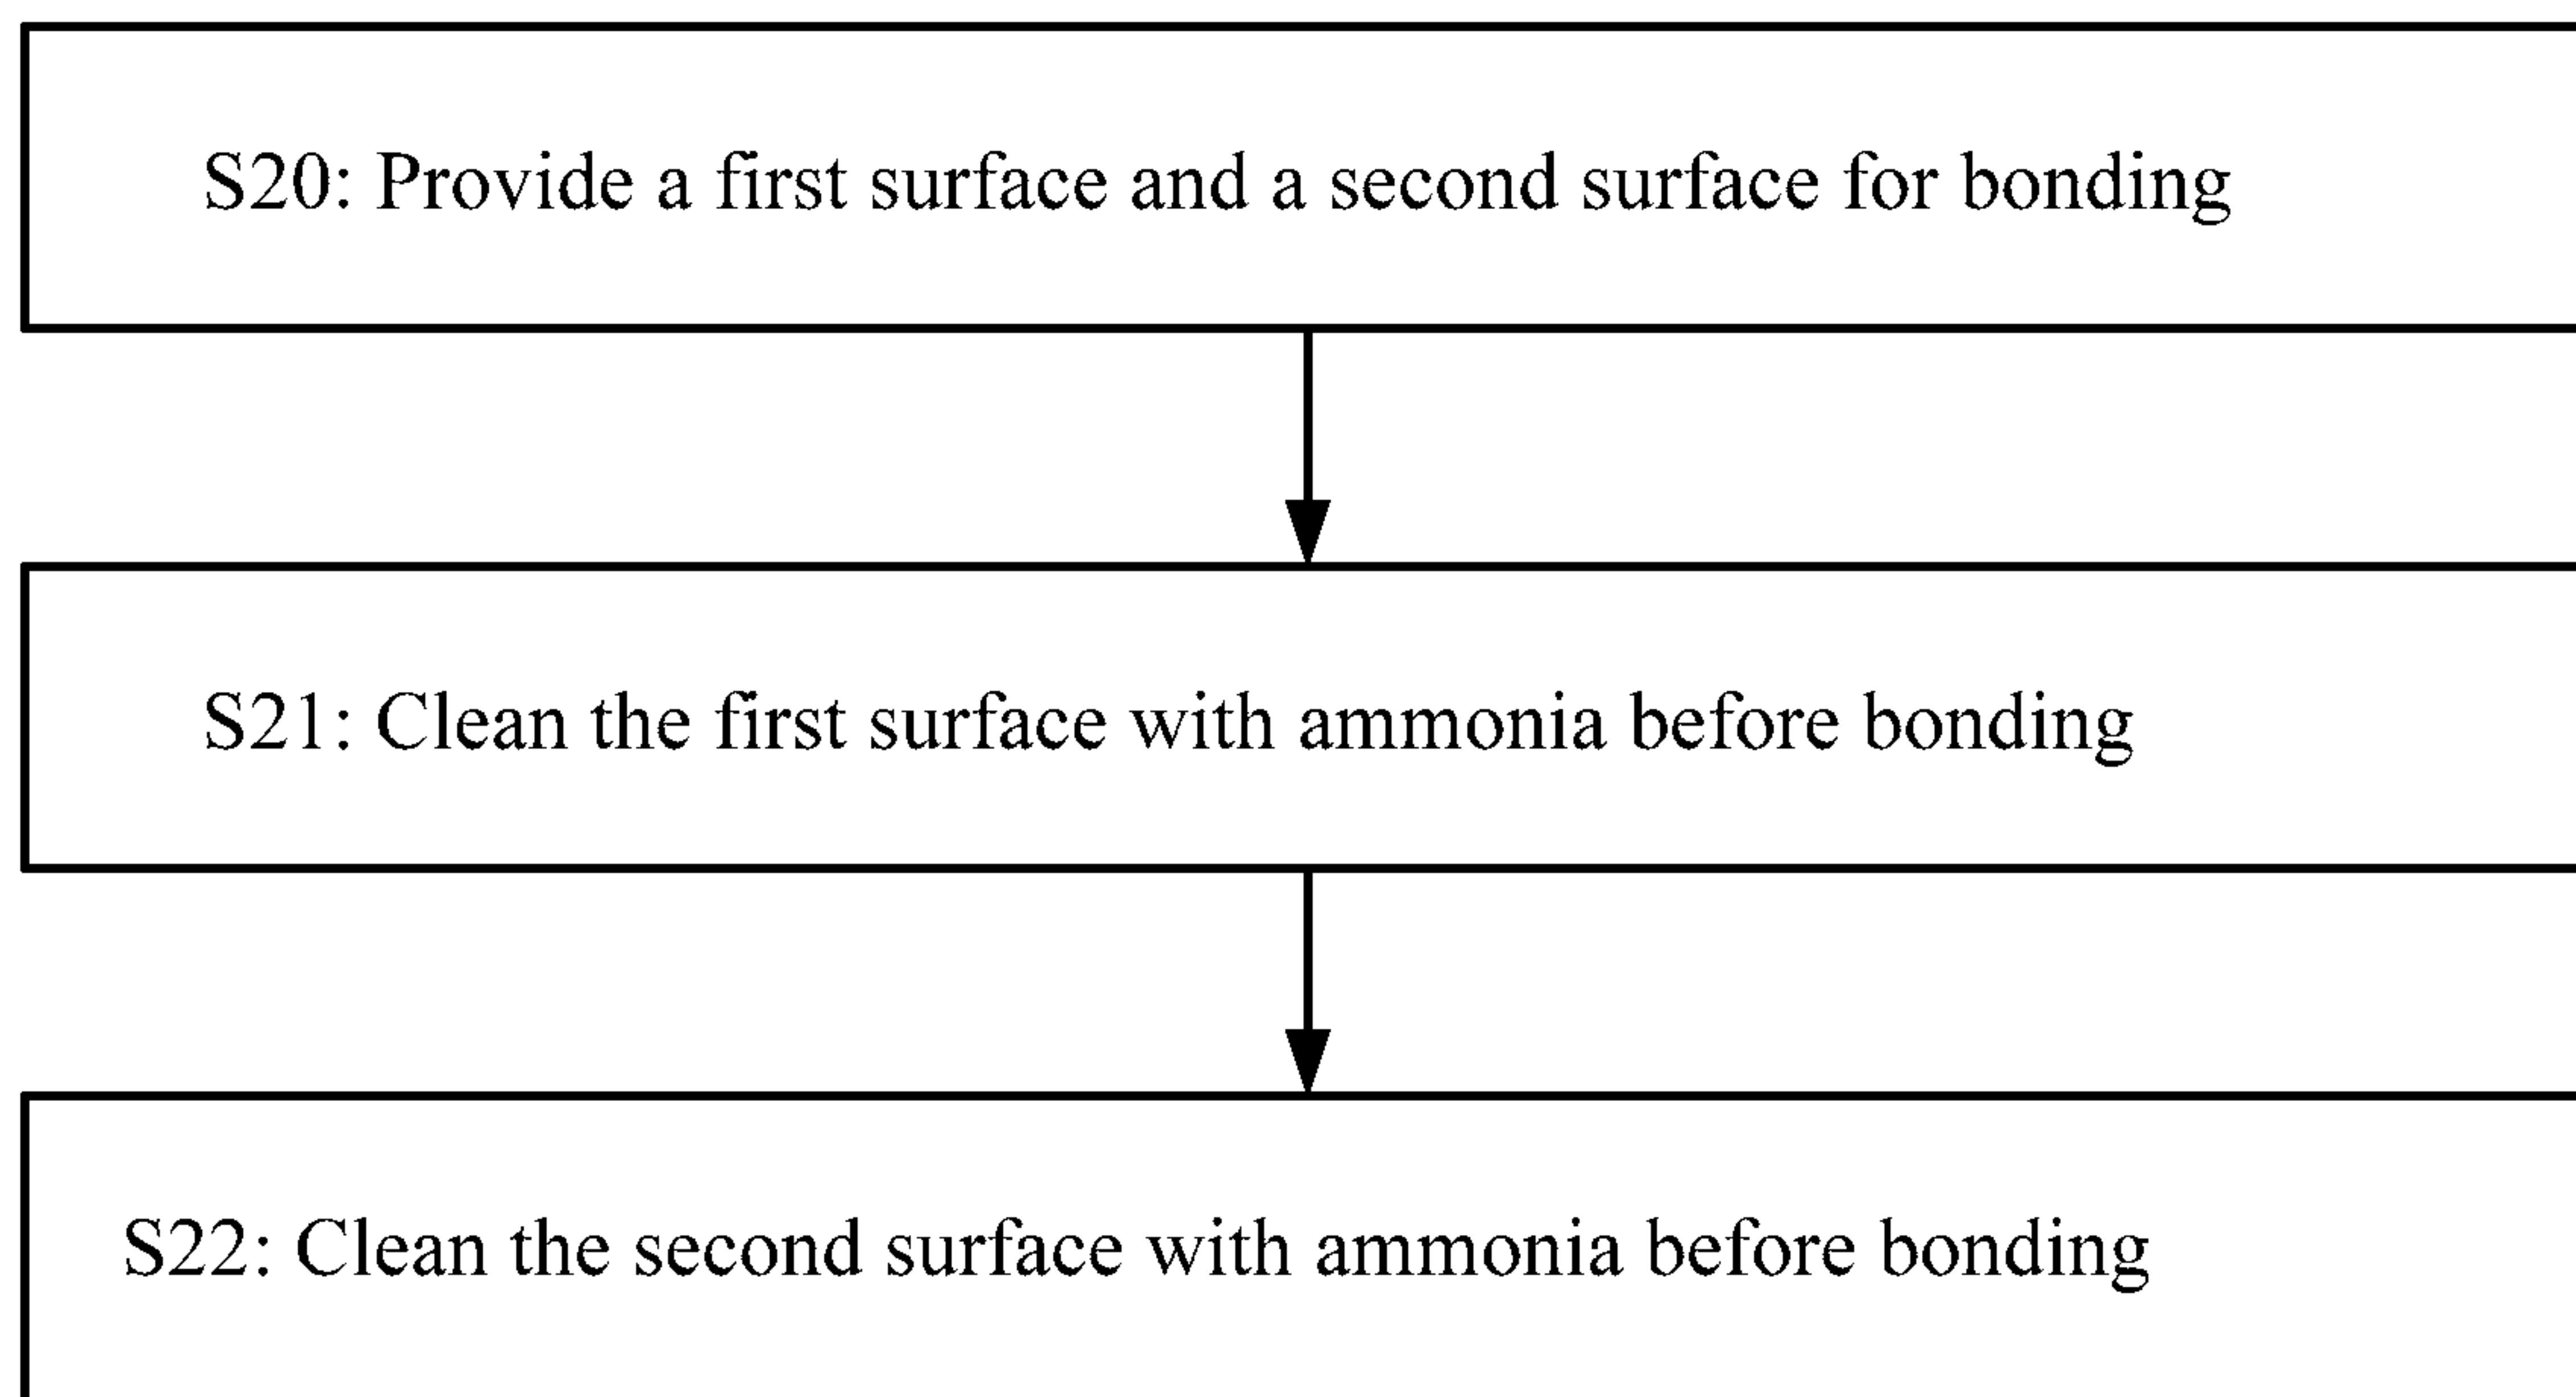 S20: Provide a first surface and a second surface for bonding
S21: Clean the first surface with ammonia before bonding
S22: Clean the second surface with ammonia before bonding